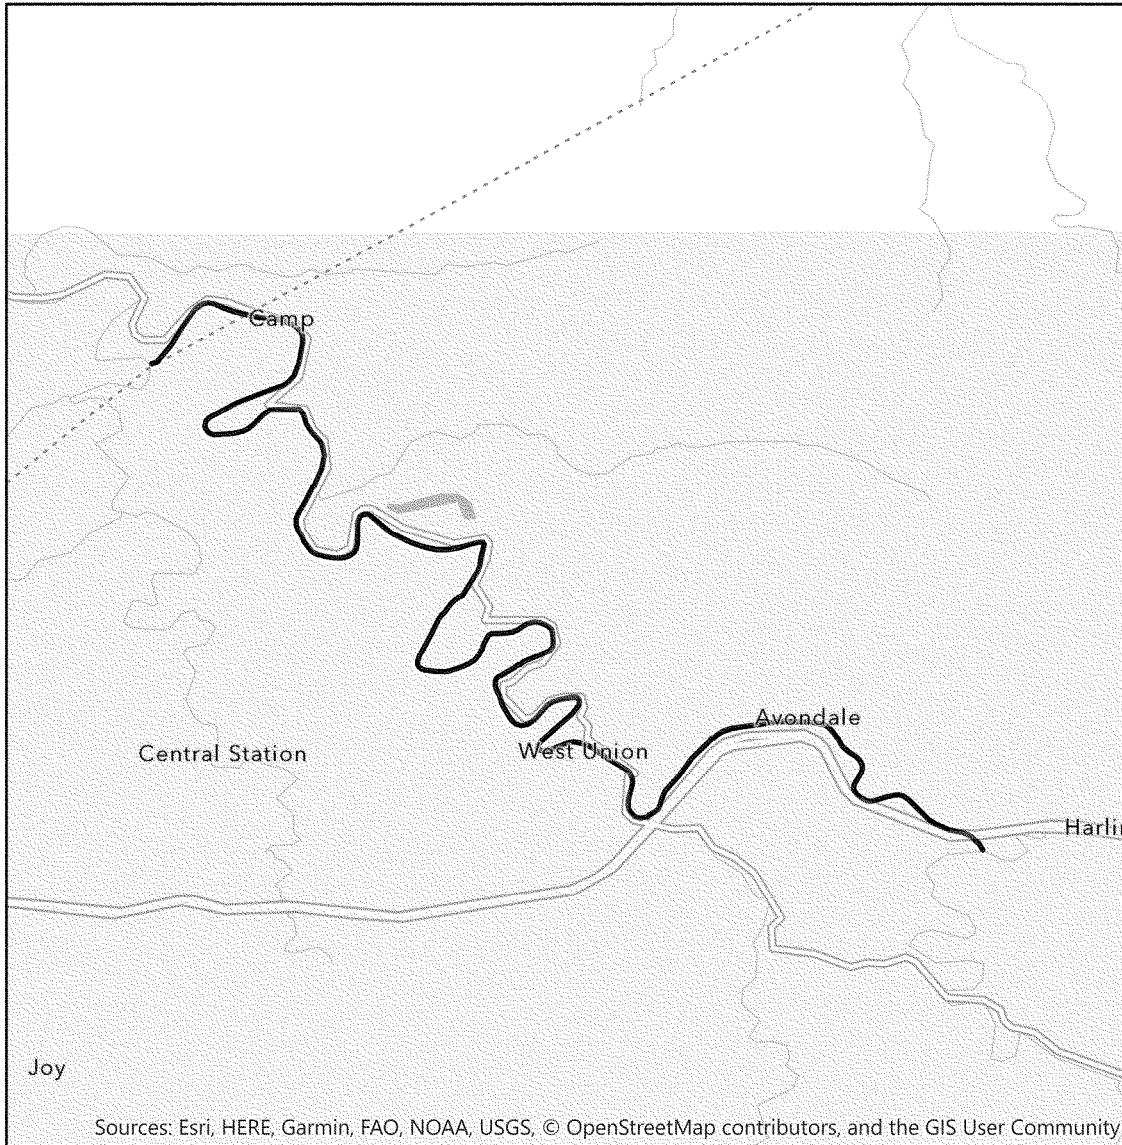 Camp
Avondale
Central Station
West Union
Harlin
Joy
Sources: Esri, HERE, Garmin, FAO, NOAA, USGS, © OpenStreetMap contributors, and the GIS User Community